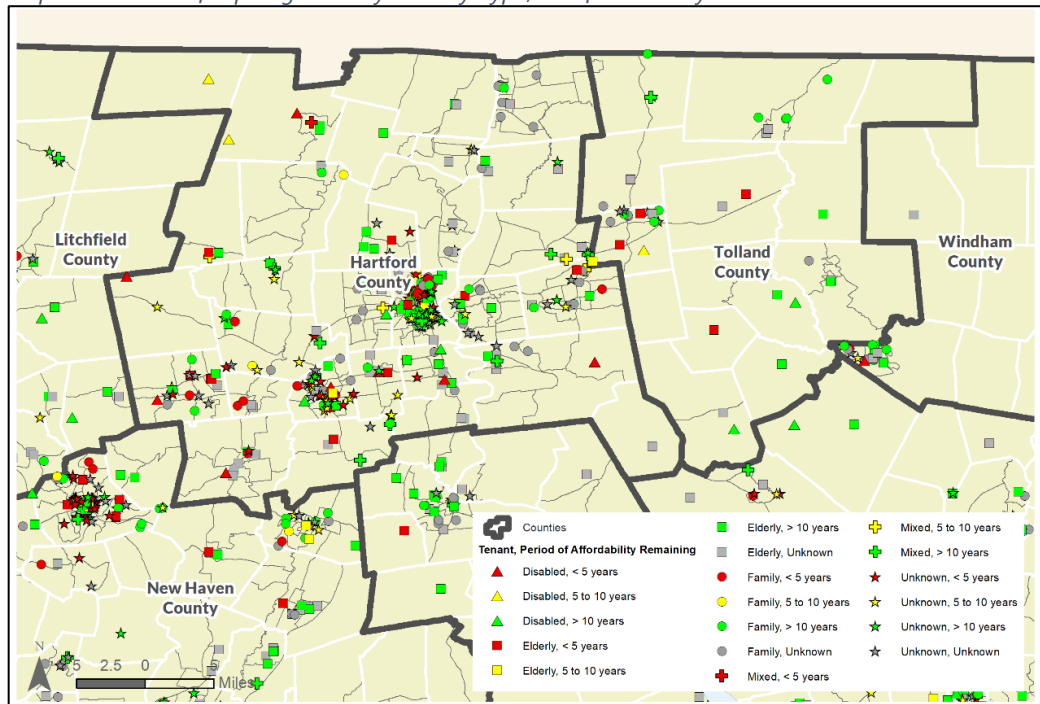 Litchfield
County
Hartford
County
Tolland
County
Windham
County
New Haven
County
N
5 2.5 0 5
Miles
Counties
Tenant, Period of Affordability Remaining
Disabled, < 5 years
Disabled, 5 to 10 years
Disabled, > 10 years
Elderly, < 5 years
Elderly, 5 to 10 years
Elderly, > 10 years
Elderly, Unknown
Family, < 5 years
Family, 5 to 10 years
Family, > 10 years
Family, Unknown
Mixed, < 5 years
Mixed, 5 to 10 years
Mixed, > 10 years
Unknown, < 5 years
Unknown, 5 to 10 years
Unknown, > 10 years
Unknown, Unknown